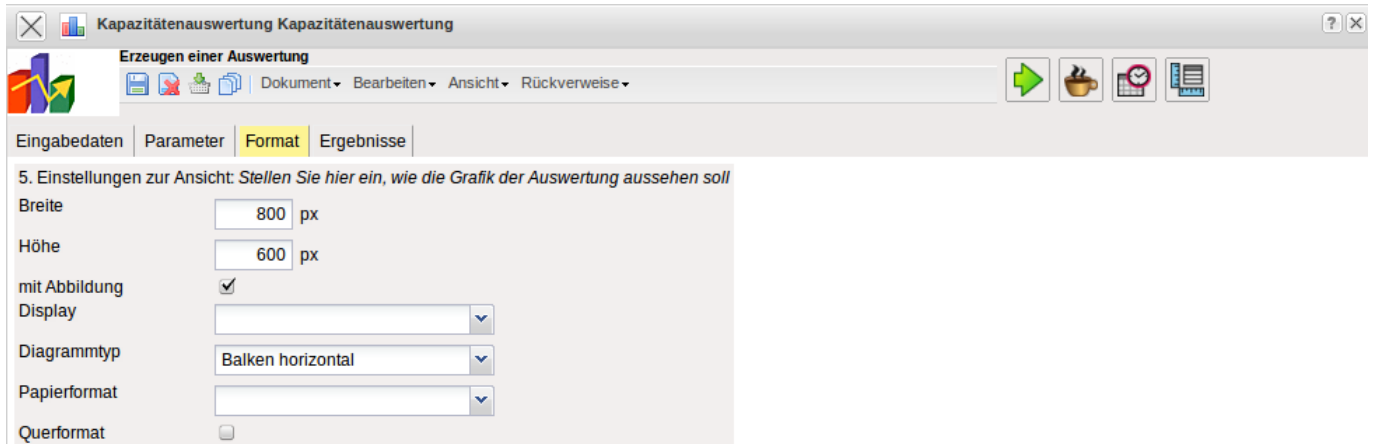 Kapazitätenauswertung Kapazitätenauswertung
Erzeugen einer Auswertung
Dokument Bearbeiten Ansicht Rückverweise
Eingabedaten Parameter Format Ergebnisse
5. Einstellungen zur Ansicht: Stellen Sie hier ein, wie die Grafik der Auswertung aussehen soll
Breite 800 px
Höhe 600 px
mit Abbildung
Display
Diagrammtyp Balken horizontal
Papierformat
Querformat